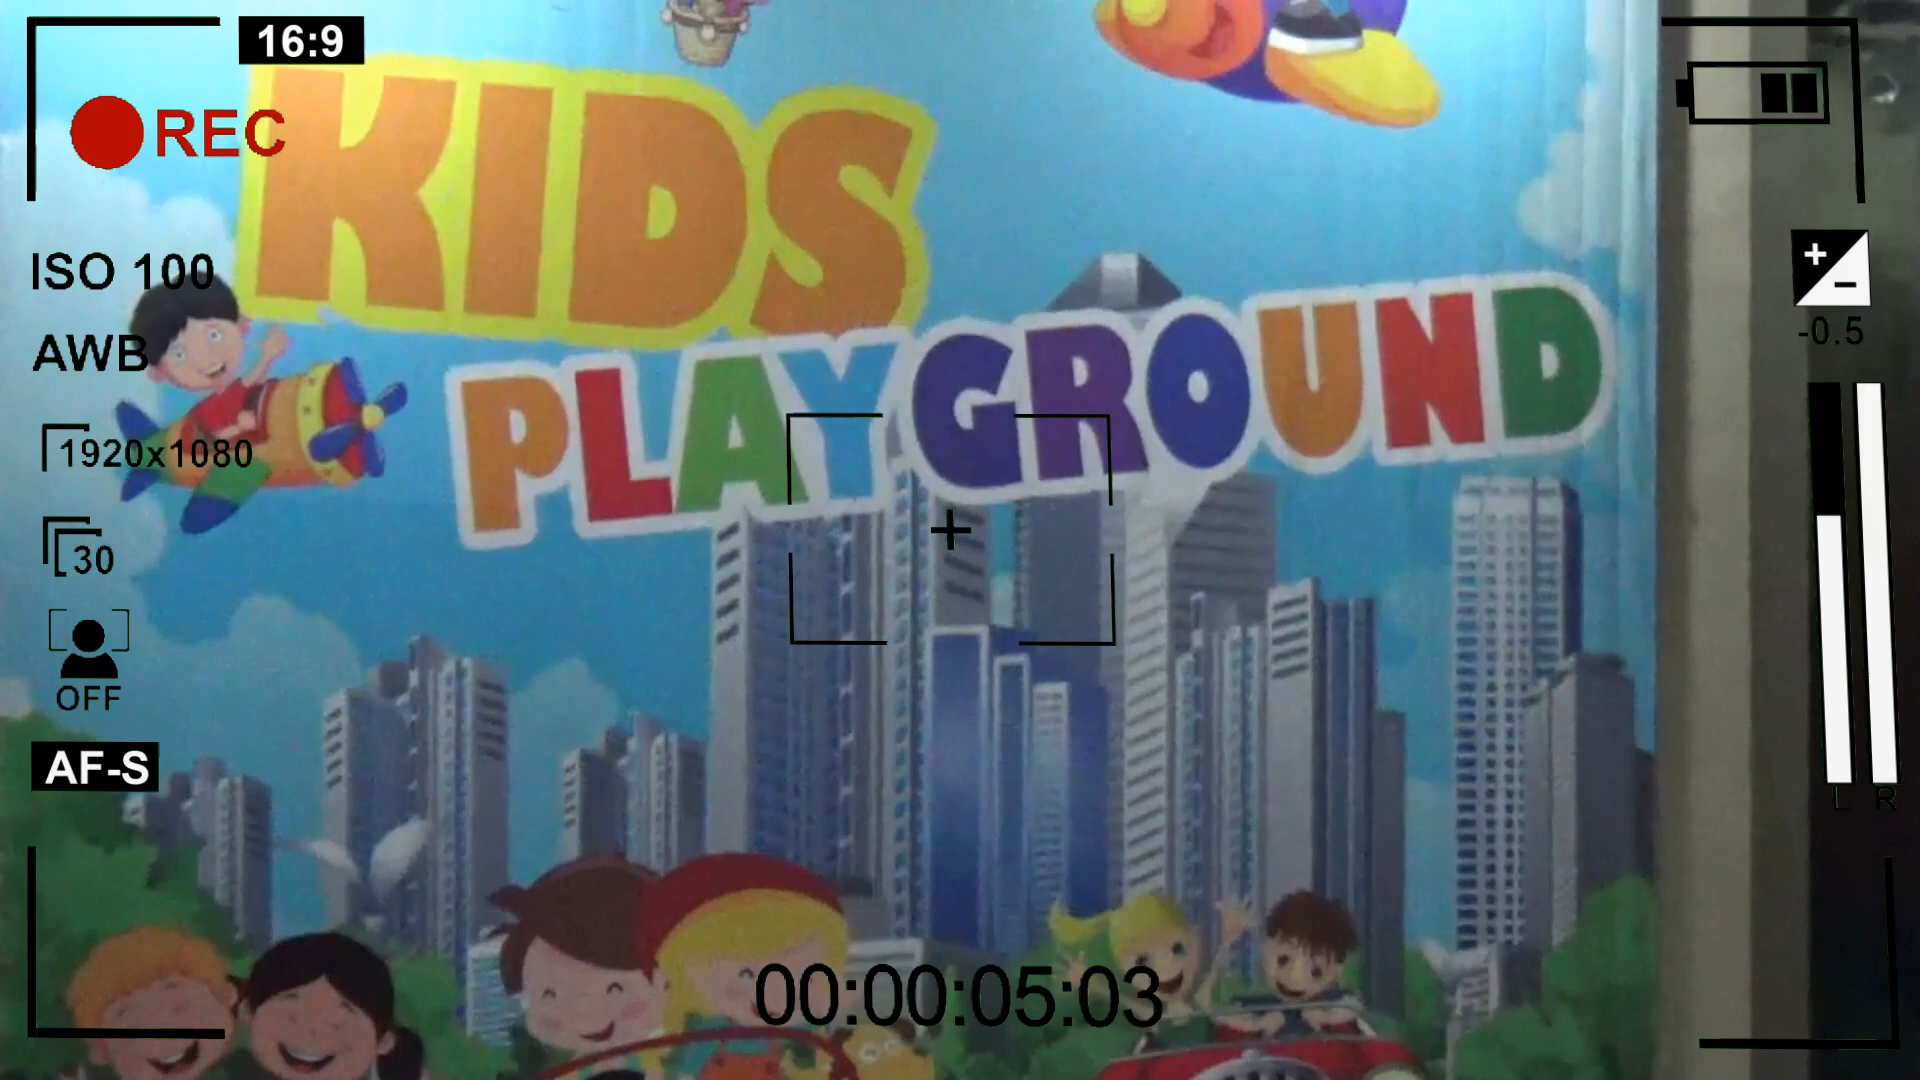 16:9
REC
KIDS
PLAYGROUND
ISO 100
AWB
1920x1080
30
OFF
AF-S
-0.5
L R
00:00:05:03